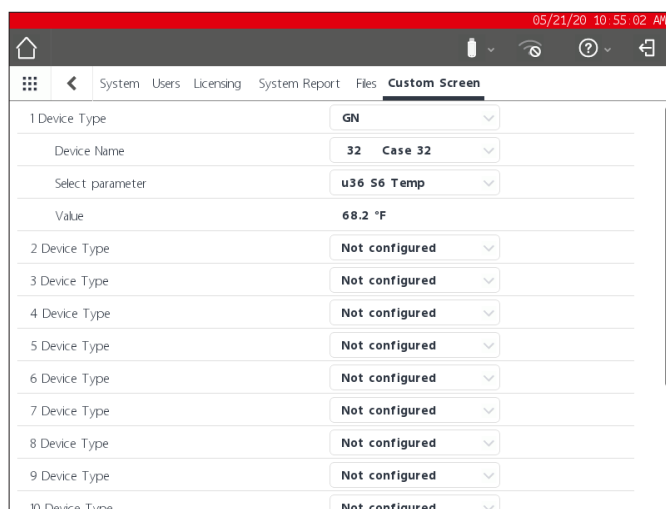 05/21/20 10:55:02 AM
System Users Licensing System Report Files Custom Screen
1 Device Type GN
Device Name 32 Case 32
Select parameter u36 S6 Temp
Value 68.2 °F
2 Device Type Not configured
3 Device Type Not configured
4 Device Type Not configured
5 Device Type Not configured
6 Device Type Not configured
7 Device Type Not configured
8 Device Type Not configured
9 Device Type Not configured
10 Device Type Not configured